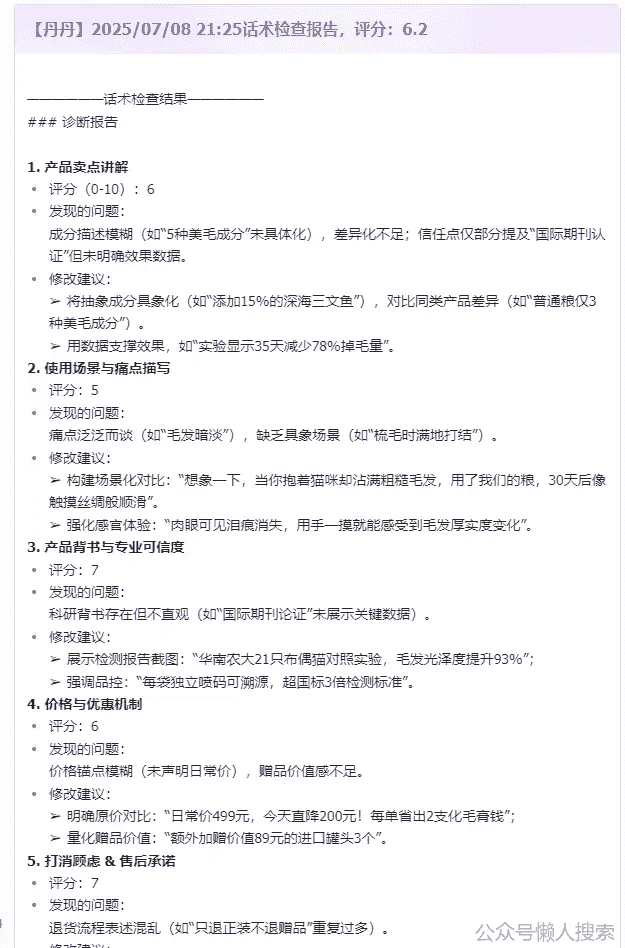 【丹丹】2025/07/08 21:25话术检查报告，评分：6.2
——————话术检查结果——————
### 诊断报告
1. 产品卖点讲解
• 评分（0-10）：6
• 发现的问题：
成分描述模糊（如“5种美毛成分”未具体化），差异化不足；信任点仅部分提及“国际期刊认
证”但未明确效果数据。
• 修改建议：
➢ 将抽象成分具象化（如“添加15%的深海三文鱼”），对比同类产品差异（如“普通粮仅3
种美毛成分”）。
➢ 用数据支撑效果，如“实验显示35天减少78%掉毛量”。
2. 使用场景与痛点描写
• 评分：5
• 发现的问题：
痛点泛泛而谈（如“毛发暗淡”），缺乏具象场景（如“梳毛时满地打结”）。
• 修改建议：
➢ 构建场景化对比：“想象一下，当你抱着猫咪却沾满粗糙毛发，用了我们的粮，30天后像
触摸丝绸般顺滑”。
➢ 强化感官体验：“肉眼可见泪痕消失，用手一摸就能感受到毛发厚实度变化”。
3. 产品背书与专业可信度
• 评分：7
• 发现的问题：
科研背书存在但不直观（如“国际期刊论证”未展示关键数据）。
• 修改建议：
➢ 展示检测报告截图：“华南农大21只布偶猫对照实验，毛发光泽度提升93%”；
➢ 强调品控：“每袋独立喷码可溯源，超国标3倍检测标准”。
4. 价格与优惠机制
• 评分：6
• 发现的问题：
价格锚点模糊（未声明日常价），赠品价值感不足。
• 修改建议：
➢ 明确原价对比：“日常价499元，今天直降200元！每单省出2支化毛膏钱”；
➢ 量化赠品价值：“额外加赠价值89元的进口罐头3个”。
5. 打消顾虑 & 售后承诺
• 评分：7
• 发现的问题：
退货流程表述混乱（如“只退正装不退赠品”重复过多）。
公众号懒人搜索